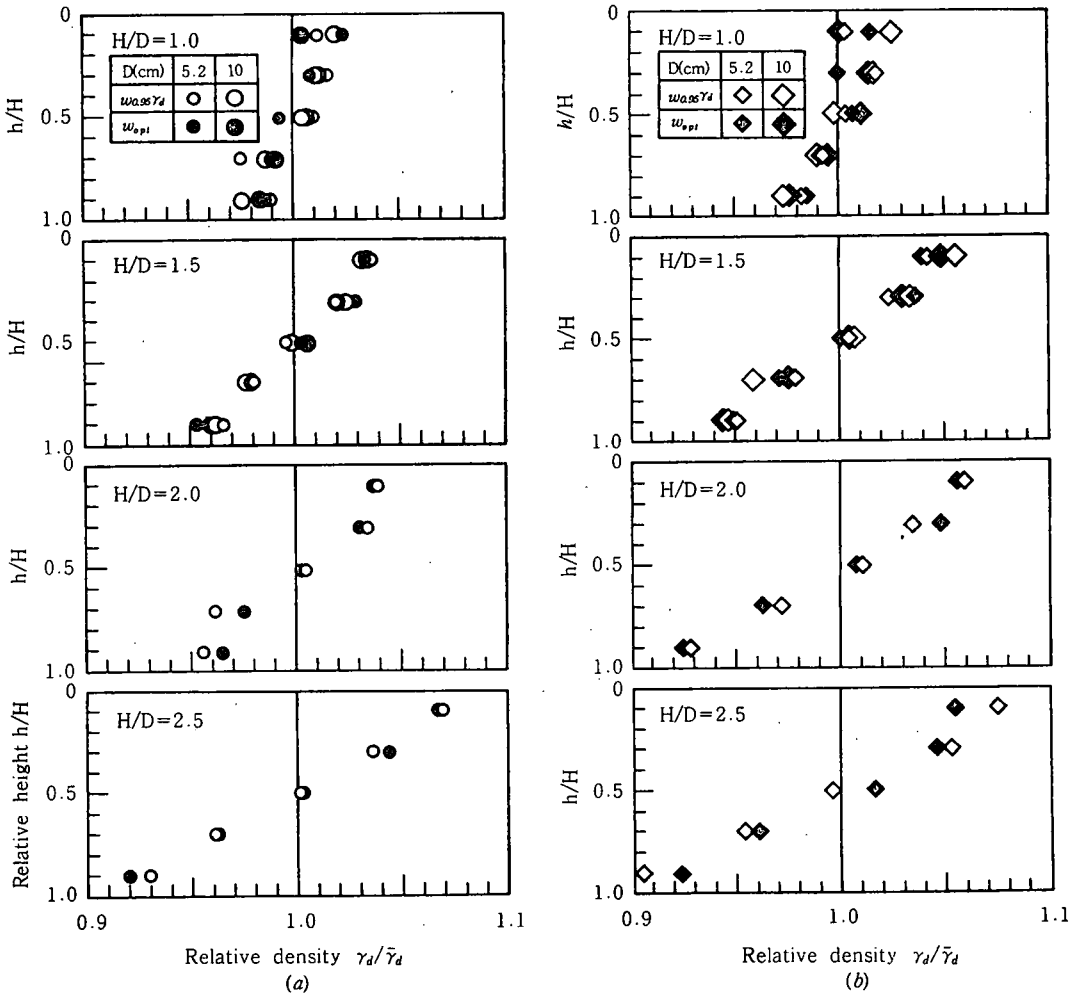 0
H/D=1.0
D(cm) 5.2 10
w0.95γd
wopt
h/H
0.5
1.0
0
H/D=1.5
h/H
0.5
1.0
0
H/D=2.0
h/H
0.5
1.0
0
H/D=2.5
Relative height h/H
0.5
1.0
0.9 1.0 1.1
Relative density γd/γ̄d
(a)
0
H/D=1.0
D(cm) 5.2 10
w0.95γd
wopt
h/H
0.5
1.0
0
H/D=1.5
h/H
0.5
1.0
0
H/D=2.0
h/H
0.5
1.0
0
H/D=2.5
h/H
0.5
1.0
0.9 1.0 1.1
Relative density γd/γ̄d
(b)